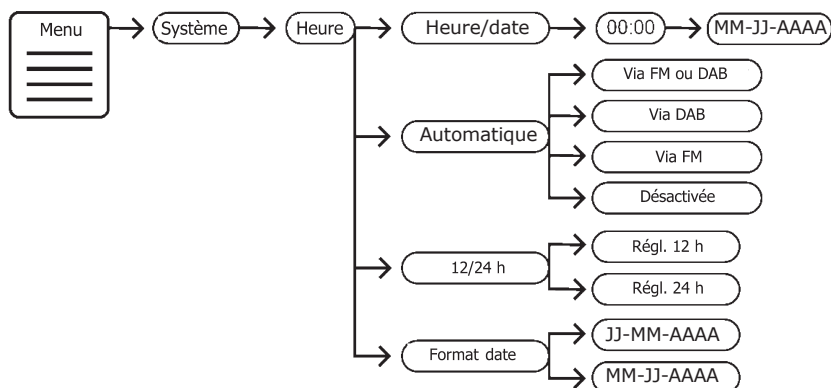 Menu
Système
Heure
Heure/date
00:00
MM-JJ-AAAA
Automatique
Via FM ou DAB
Via DAB
Via FM
Désactivée
12/24 h
Régl. 12 h
Régl. 24 h
Format date
JJ-MM-AAAA
MM-JJ-AAAA